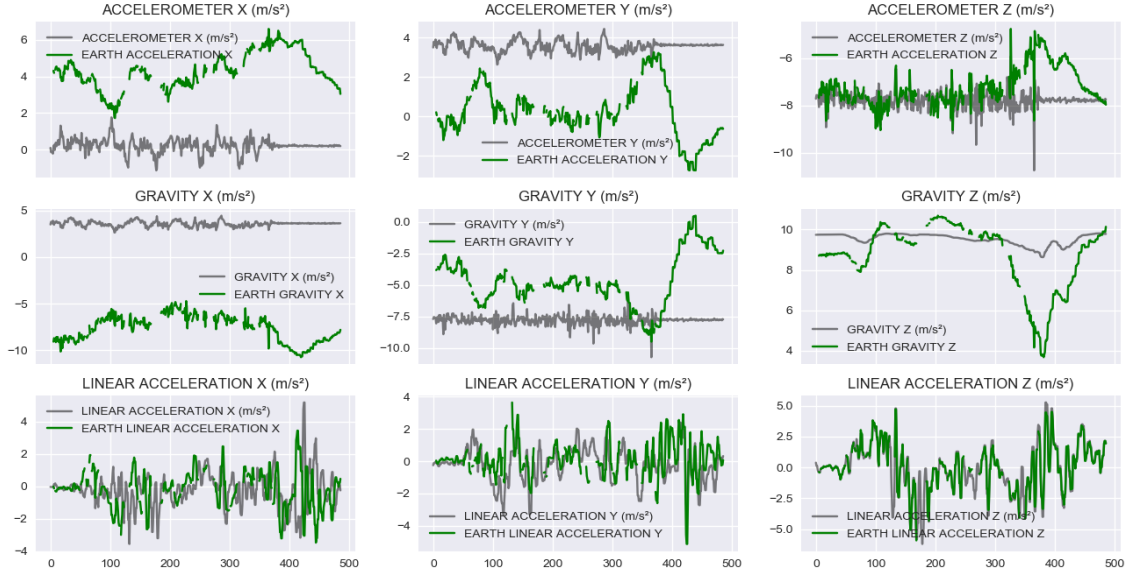 ACCELEROMETER X (m/s²)
ACCELEROMETER Y (m/s²)
ACCELEROMETER Z (m/s²)
6
4
2
0
ACCELEROMETER X (m/s²)
EARTH ACCELERATION X
4
2
0
−2
ACCELEROMETER Y (m/s²)
EARTH ACCELERATION Y
−6
−8
−10
ACCELEROMETER Z (m/s²)
EARTH ACCELERATION Z
GRAVITY X (m/s²)
GRAVITY Y (m/s²)
GRAVITY Z (m/s²)
5
0
−5
−10
GRAVITY X (m/s²)
EARTH GRAVITY X
0.0
−2.5
−5.0
−7.5
−10.0
GRAVITY Y (m/s²)
EARTH GRAVITY Y
10
8
6
4
GRAVITY Z (m/s²)
EARTH GRAVITY Z
LINEAR ACCELERATION X (m/s²)
LINEAR ACCELERATION Y (m/s²)
LINEAR ACCELERATION Z (m/s²)
4
2
0
−2
−4
LINEAR ACCELERATION X (m/s²)
EARTH LINEAR ACCELERATION X
0 100 200 300 400 500
4
2
0
−2
−4
LINEAR ACCELERATION Y (m/s²)
EARTH LINEAR ACCELERATION Y
0 100 200 300 400 500
5.0
2.5
0.0
−2.5
−5.0
LINEAR ACCELERATION Z (m/s²)
EARTH LINEAR ACCELERATION Z
0 100 200 300 400 500